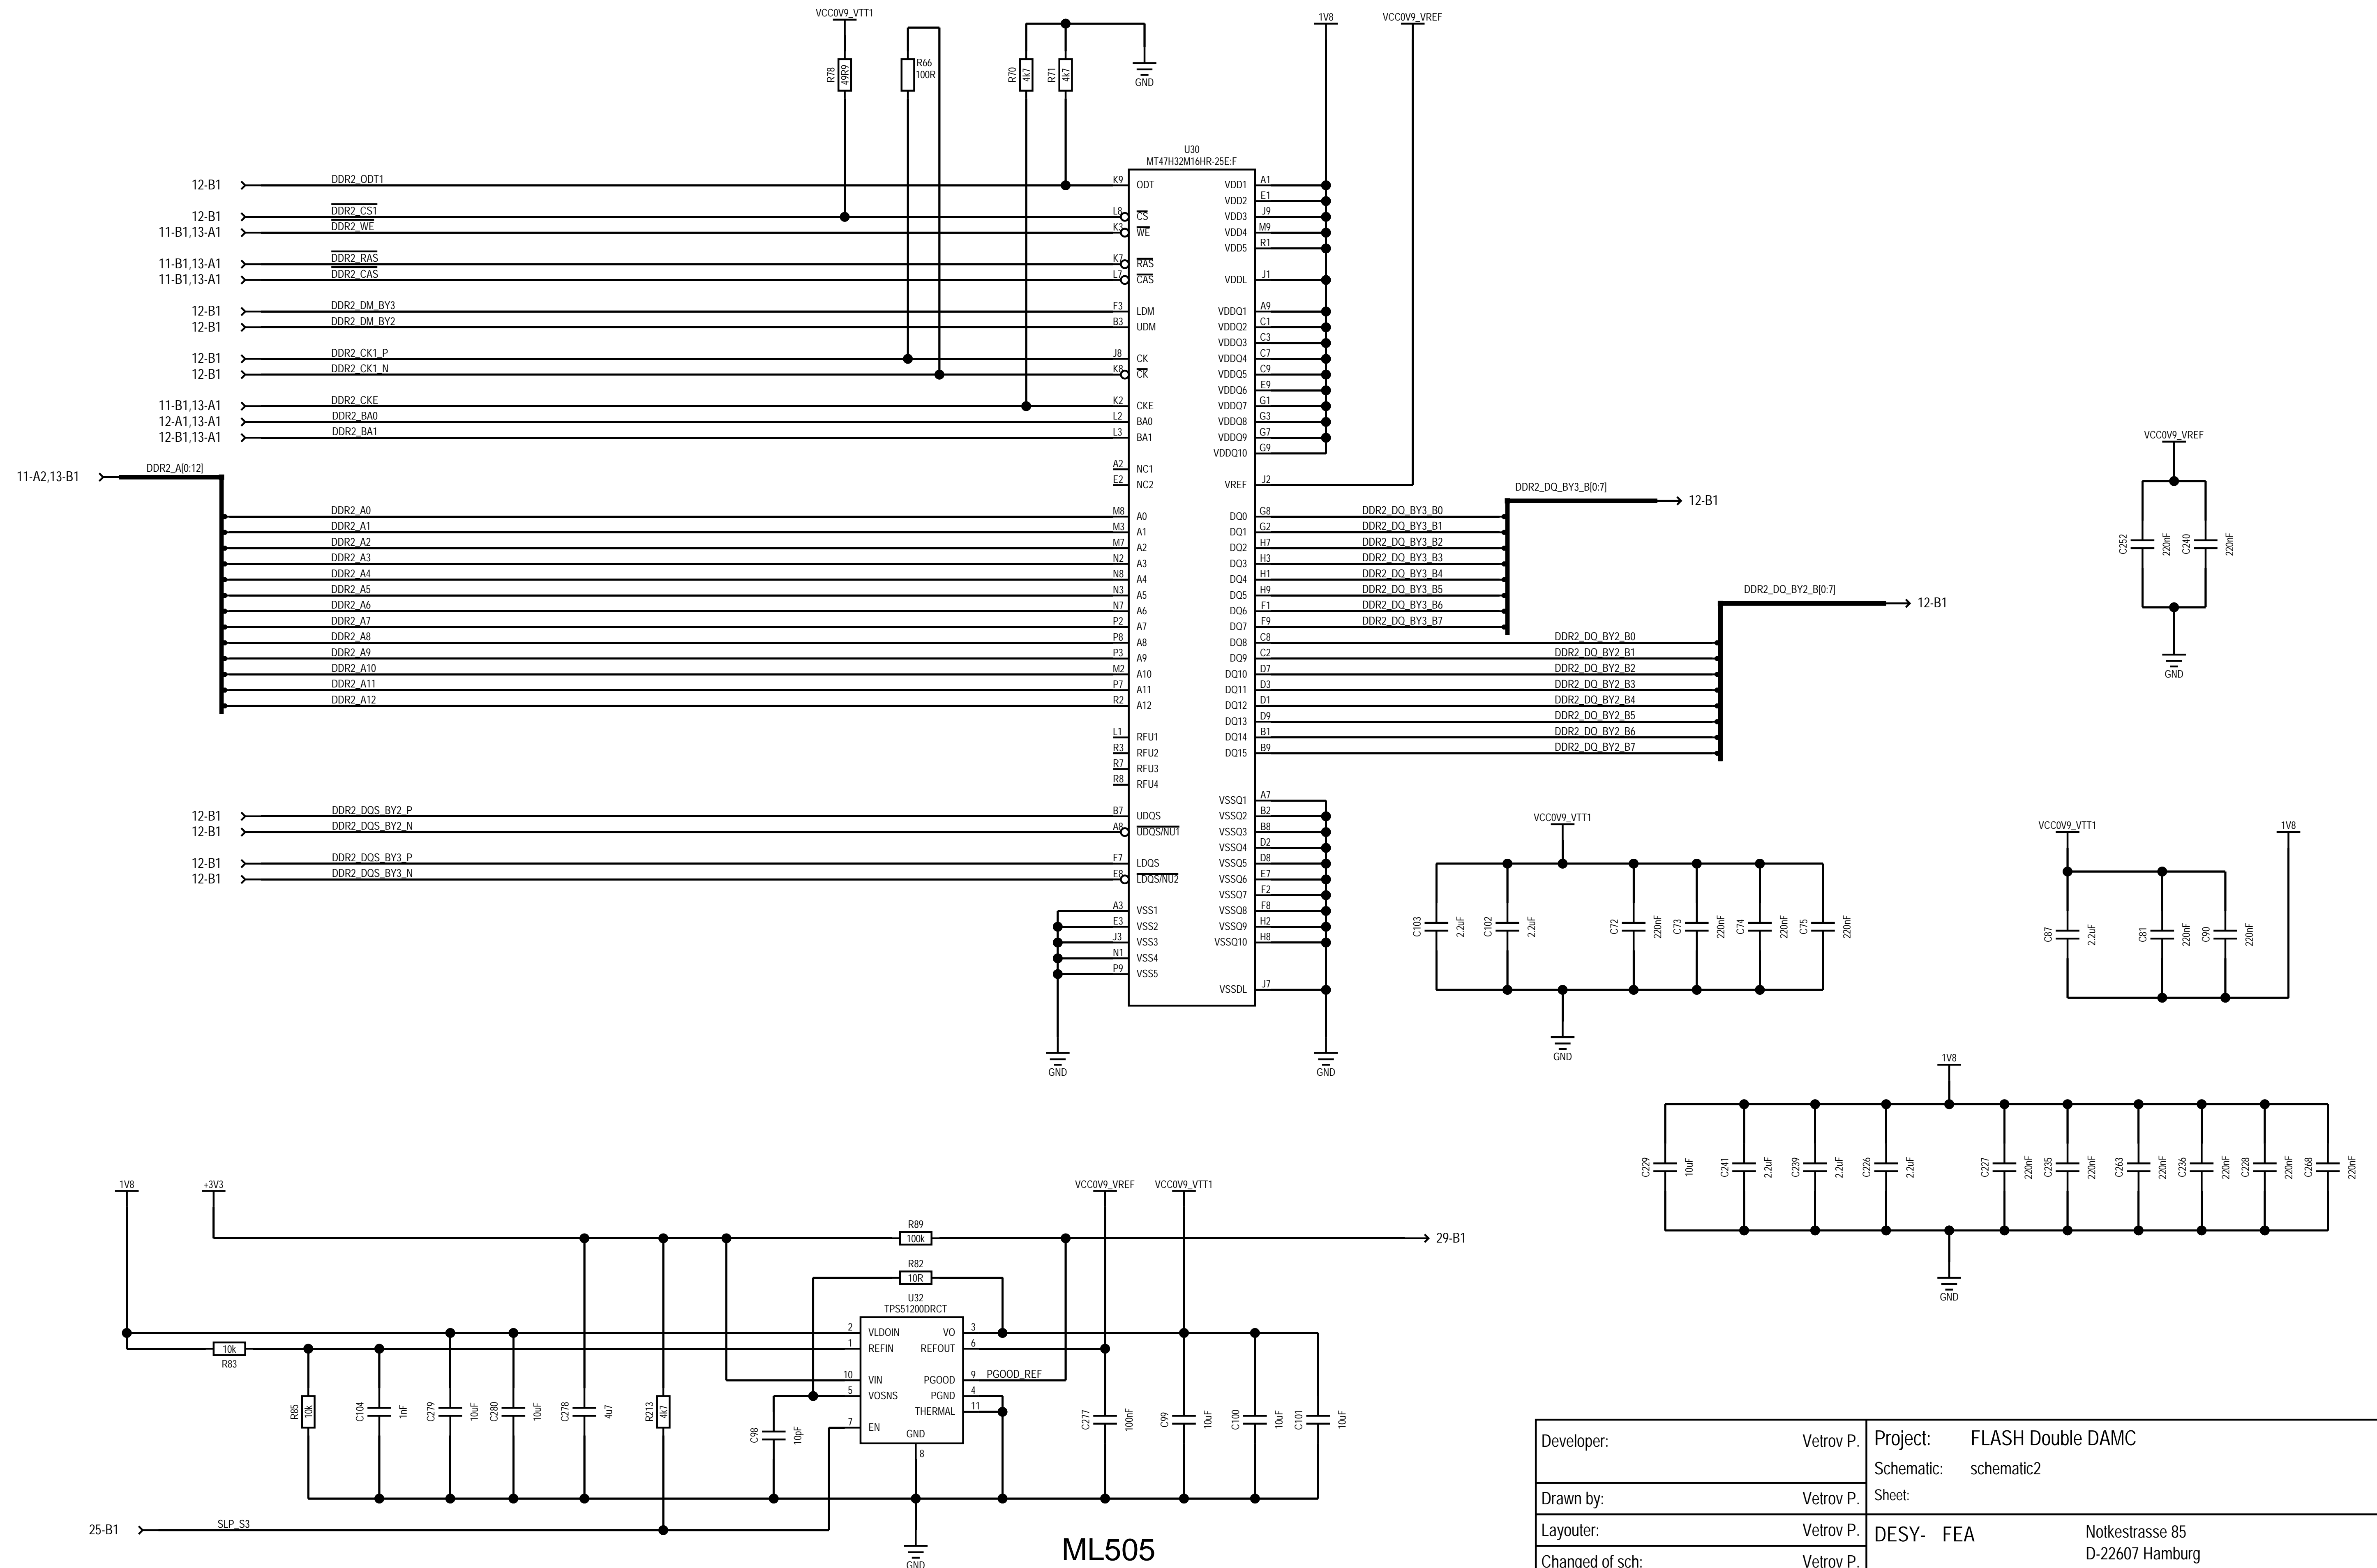 VCC0V9_VTT1
1V8
VCC0V9_VREF
R78
49R9
R66
100R
R70
4k7
R71
4k7
GND
U30
MT47H32M16HR-25E:F
12-B1
DDR2_ODT1
K9
ODT
VDD1
A1
VDD2
E1
12-B1
DDR2_CS1
L8
CS
VDD3
J9
11-B1,13-A1
DDR2_WE
K3
WE
VDD4
M9
VDD5
R1
11-B1,13-A1
DDR2_RAS
K7
RAS
11-B1,13-A1
DDR2_CAS
L7
CAS
VDDL
J1
12-B1
DDR2_DM_BY3
F3
LDM
VDDQ1
A9
12-B1
DDR2_DM_BY2
B3
UDM
VDDQ2
C1
VDDQ3
C3
12-B1
DDR2_CK1_P
J8
CK
VDDQ4
C7
12-B1
DDR2_CK1_N
K8
CK
VDDQ5
C9
VDDQ6
E9
11-B1,13-A1
DDR2_CKE
K2
CKE
VDDQ7
G1
12-A1,13-A1
DDR2_BA0
L2
BA0
VDDQ8
G3
12-B1,13-A1
DDR2_BA1
L3
BA1
VDDQ9
G7
VDDQ10
G9
11-A2,13-B1
DDR2_A[0:12]
A2
NC1
E2
NC2
VREF
J2
DDR2_DQ_BY3_B[0:7]
12-B1
DDR2_A0
M8
A0
DQ0
G8
DDR2_DQ_BY3_B0
DDR2_A1
M3
A1
DQ1
G2
DDR2_DQ_BY3_B1
DDR2_A2
M7
A2
DQ2
H7
DDR2_DQ_BY3_B2
DDR2_A3
N2
A3
DQ3
H3
DDR2_DQ_BY3_B3
DDR2_A4
N8
A4
DQ4
H1
DDR2_DQ_BY3_B4
DDR2_A5
N3
A5
DQ5
H9
DDR2_DQ_BY3_B5
DDR2_A6
N7
A6
DQ6
F1
DDR2_DQ_BY3_B6
DDR2_A7
P2
A7
DQ7
F9
DDR2_DQ_BY3_B7
DDR2_DQ_BY2_B[0:7]
12-B1
DDR2_A8
P8
A8
DQ8
C8
DDR2_DQ_BY2_B0
DDR2_A9
P3
A9
DQ9
C2
DDR2_DQ_BY2_B1
DDR2_A10
M2
A10
DQ10
D7
DDR2_DQ_BY2_B2
DDR2_A11
P7
A11
DQ11
D3
DDR2_DQ_BY2_B3
DDR2_A12
R2
A12
DQ12
D1
DDR2_DQ_BY2_B4
DQ13
D9
DDR2_DQ_BY2_B5
L1
RFU1
DQ14
B1
DDR2_DQ_BY2_B6
R3
RFU2
DQ15
B9
DDR2_DQ_BY2_B7
R7
RFU3
R8
RFU4
VSSQ1
A7
12-B1
DDR2_DQS_BY2_P
B7
UDQS
VSSQ2
B2
12-B1
DDR2_DQS_BY2_N
A8
UDQS/NU1
VSSQ3
B8
VSSQ4
D2
12-B1
DDR2_DQS_BY3_P
F7
LDQS
VSSQ5
D8
12-B1
DDR2_DQS_BY3_N
E8
LDQS/NU2
VSSQ6
E7
VSSQ7
F2
A3
VSS1
VSSQ8
F8
E3
VSS2
VSSQ9
H2
J3
VSS3
VSSQ10
H8
N1
VSS4
P9
VSS5
VSSDL
J7
GND
GND
VCC0V9_VREF
C252
220nF
C240
220nF
GND
VCC0V9_VTT1
C103
2.2uF
C102
2.2uF
C72
220nF
C73
220nF
C74
220nF
C75
220nF
GND
VCC0V9_VTT1
1V8
C87
2.2uF
C81
220nF
C90
220nF
1V8
C229
10uF
C241
2.2uF
C239
2.2uF
C226
2.2uF
C227
220nF
C235
220nF
C263
220nF
C236
220nF
C228
220nF
C268
220nF
GND
1V8
+3V3
VCC0V9_VREF
VCC0V9_VTT1
R89
100k
29-B1
R82
10R
U32
TPS51200DRCT
2
VLDOIN
VO
3
1
REFIN
REFOUT
6
10k
R83
10
VIN
PGOOD
9
PGOOD_REF
5
VOSNS
PGND
4
THERMAL
11
7
EN
GND
8
R85
10k
C104
1nF
C279
10uF
C280
10uF
C278
4u7
R213
4k7
C98
10pF
C277
100nF
C99
10uF
C100
10uF
C101
10uF
25-B1
SLP_S3
GND
ML505
Developer:
Vetrov P.
Project:
FLASH Double DAMC
Schematic:
schematic2
Drawn by:
Vetrov P.
Sheet:
Layouter:
Vetrov P.
DESY- FEA
Notkestrasse 85
D-22607 Hamburg
Changed of sch:
Vetrov P.